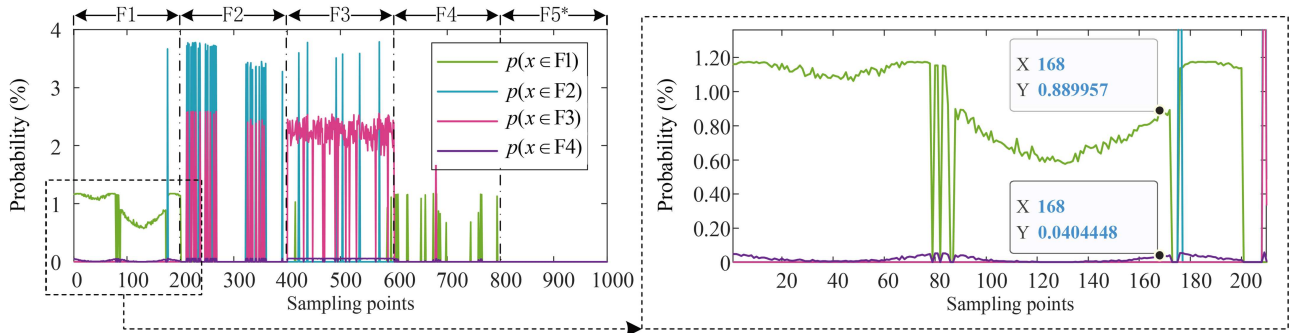 F1 F2 F3 F4 F5*
4
3
2
1
0
Probability (%)
p(x∈F1)
p(x∈F2)
p(x∈F3)
p(x∈F4)
0 100 200 300 400 500 600 700 800 900 1000
Sampling points
1.20
1.00
0.80
0.60
0.40
0.20
0
Probability (%)
X 168
Y 0.889957
X 168
Y 0.0404448
20 40 60 80 100 120 140 160 180 200
Sampling points